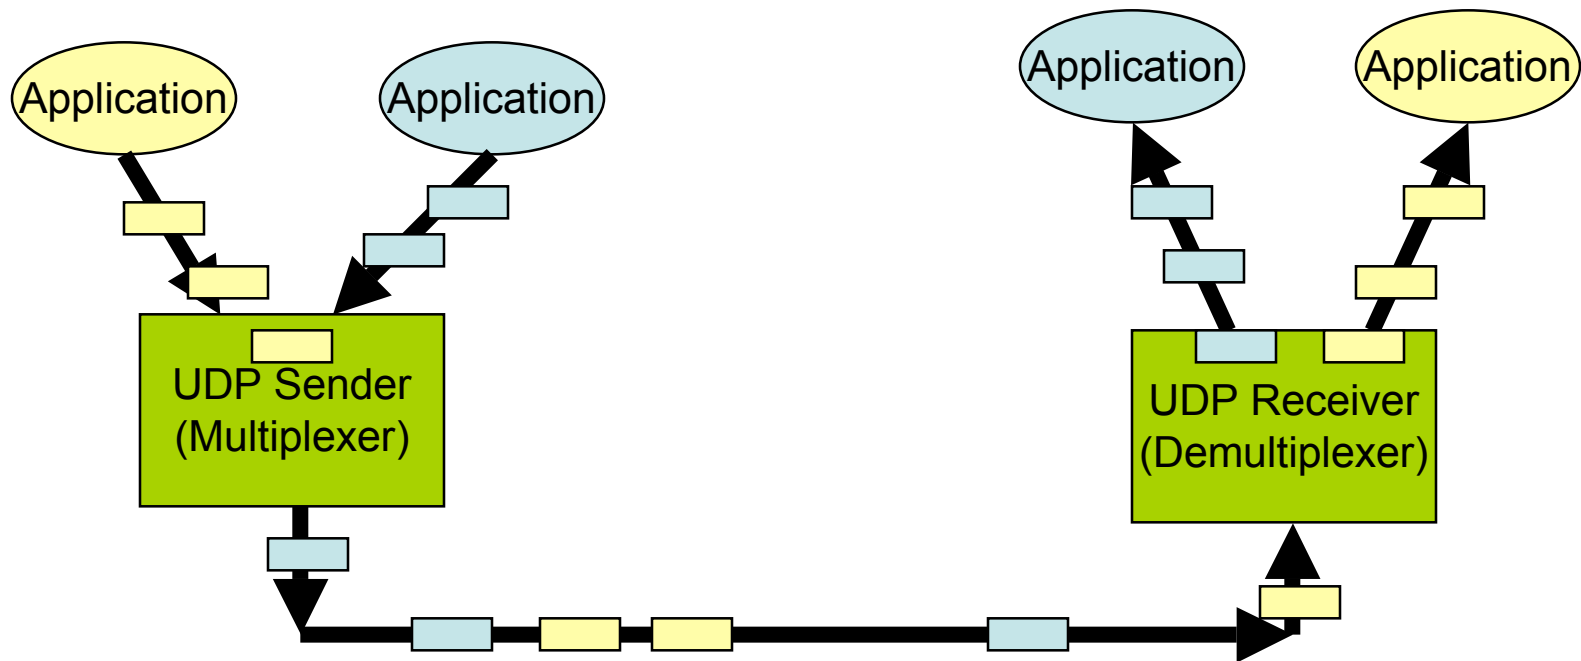 Application
Application
Application
Application
UDP Sender
(Multiplexer)
UDP Receiver
(Demultiplexer)